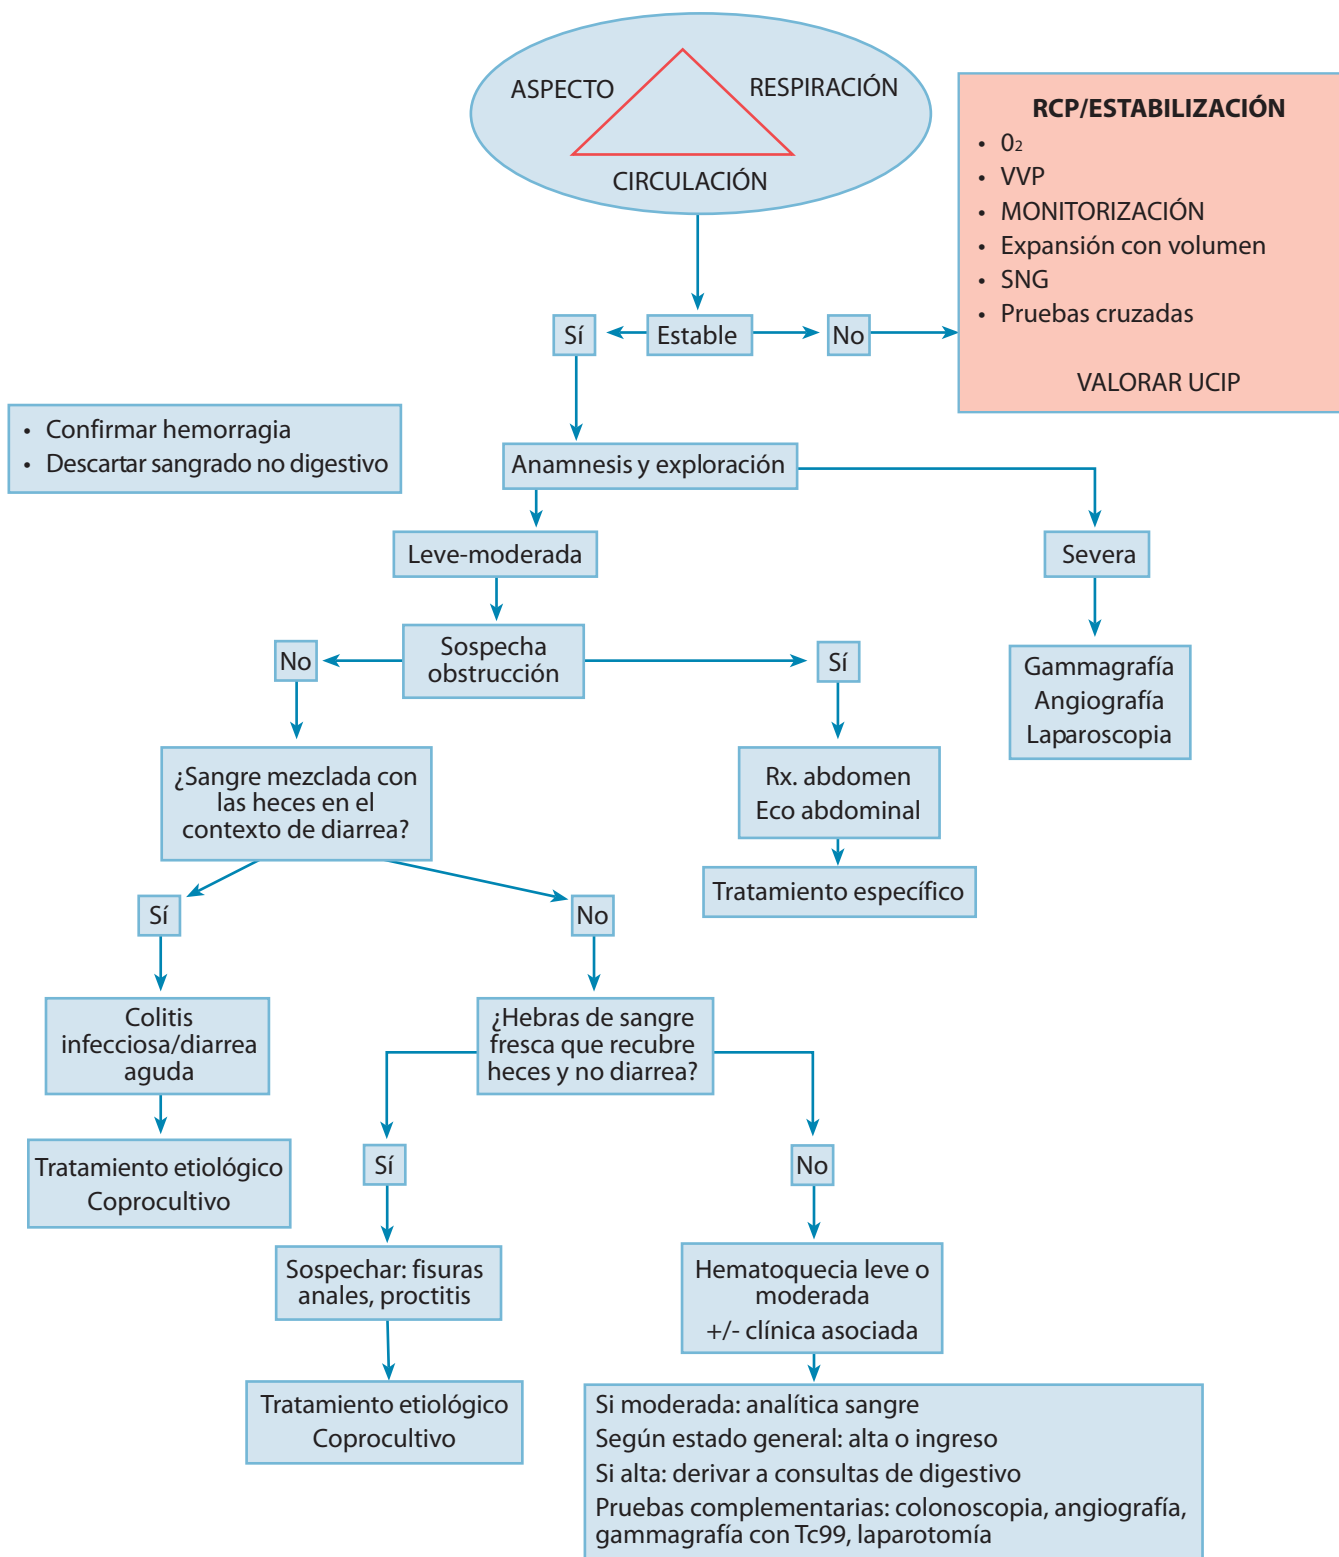 ASPECTO
RESPIRACIÓN
CIRCULACIÓN
RCP/ESTABILIZACIÓN
• 0₂
• VVP
• MONITORIZACIÓN
• Expansión con volumen
• SNG
• Pruebas cruzadas
VALORAR UCIP
Sí
Estable
No
• Confirmar hemorragia
• Descartar sangrado no digestivo
Anamnesis y exploración
Leve-moderada
Severa
No
Sospecha
obstrucción
Sí
Gammagrafía
Angiografía
Laparoscopia
¿Sangre mezclada con
las heces en el
contexto de diarrea?
Rx. abdomen
Eco abdominal
Tratamiento específico
Sí
No
Colitis
infecciosa/diarrea
aguda
¿Hebras de sangre
fresca que recubre
heces y no diarrea?
Tratamiento etiológico
Coprocultivo
Sí
No
Sospechar: fisuras
anales, proctitis
Hematoquecia leve o
moderada
+/- clínica asociada
Tratamiento etiológico
Coprocultivo
Si moderada: analítica sangre
Según estado general: alta o ingreso
Si alta: derivar a consultas de digestivo
Pruebas complementarias: colonoscopia, angiografía,
gammagrafía con Tc99, laparotomía